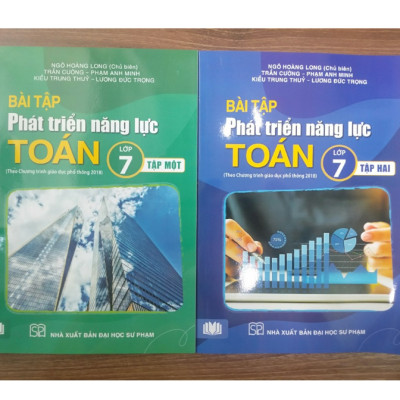 NGÔ HOÀNG LONG (Chủ biên)
TRẦN CƯỜNG – PHẠM ANH MINH
KIỀU TRUNG THUỲ – LƯƠNG ĐỨC TRỌNG
BÀI TẬP
Phát triển năng lực
TOÁN LỚP 7 TẬP MỘT
(Theo Chương trình giáo dục phổ thông 2018)
NHÀ XUẤT BẢN ĐẠI HỌC SƯ PHẠM
NGÔ HOÀNG LONG (Chủ biên)
TRẦN CƯỜNG – PHẠM ANH MINH
KIỀU TRUNG THUỲ – LƯƠNG ĐỨC TRỌNG
BÀI TẬP
Phát triển năng lực
TOÁN LỚP 7 TẬP HAI
(Theo Chương trình giáo dục phổ thông 2018)
NHÀ XUẤT BẢN ĐẠI HỌC SƯ PHẠM